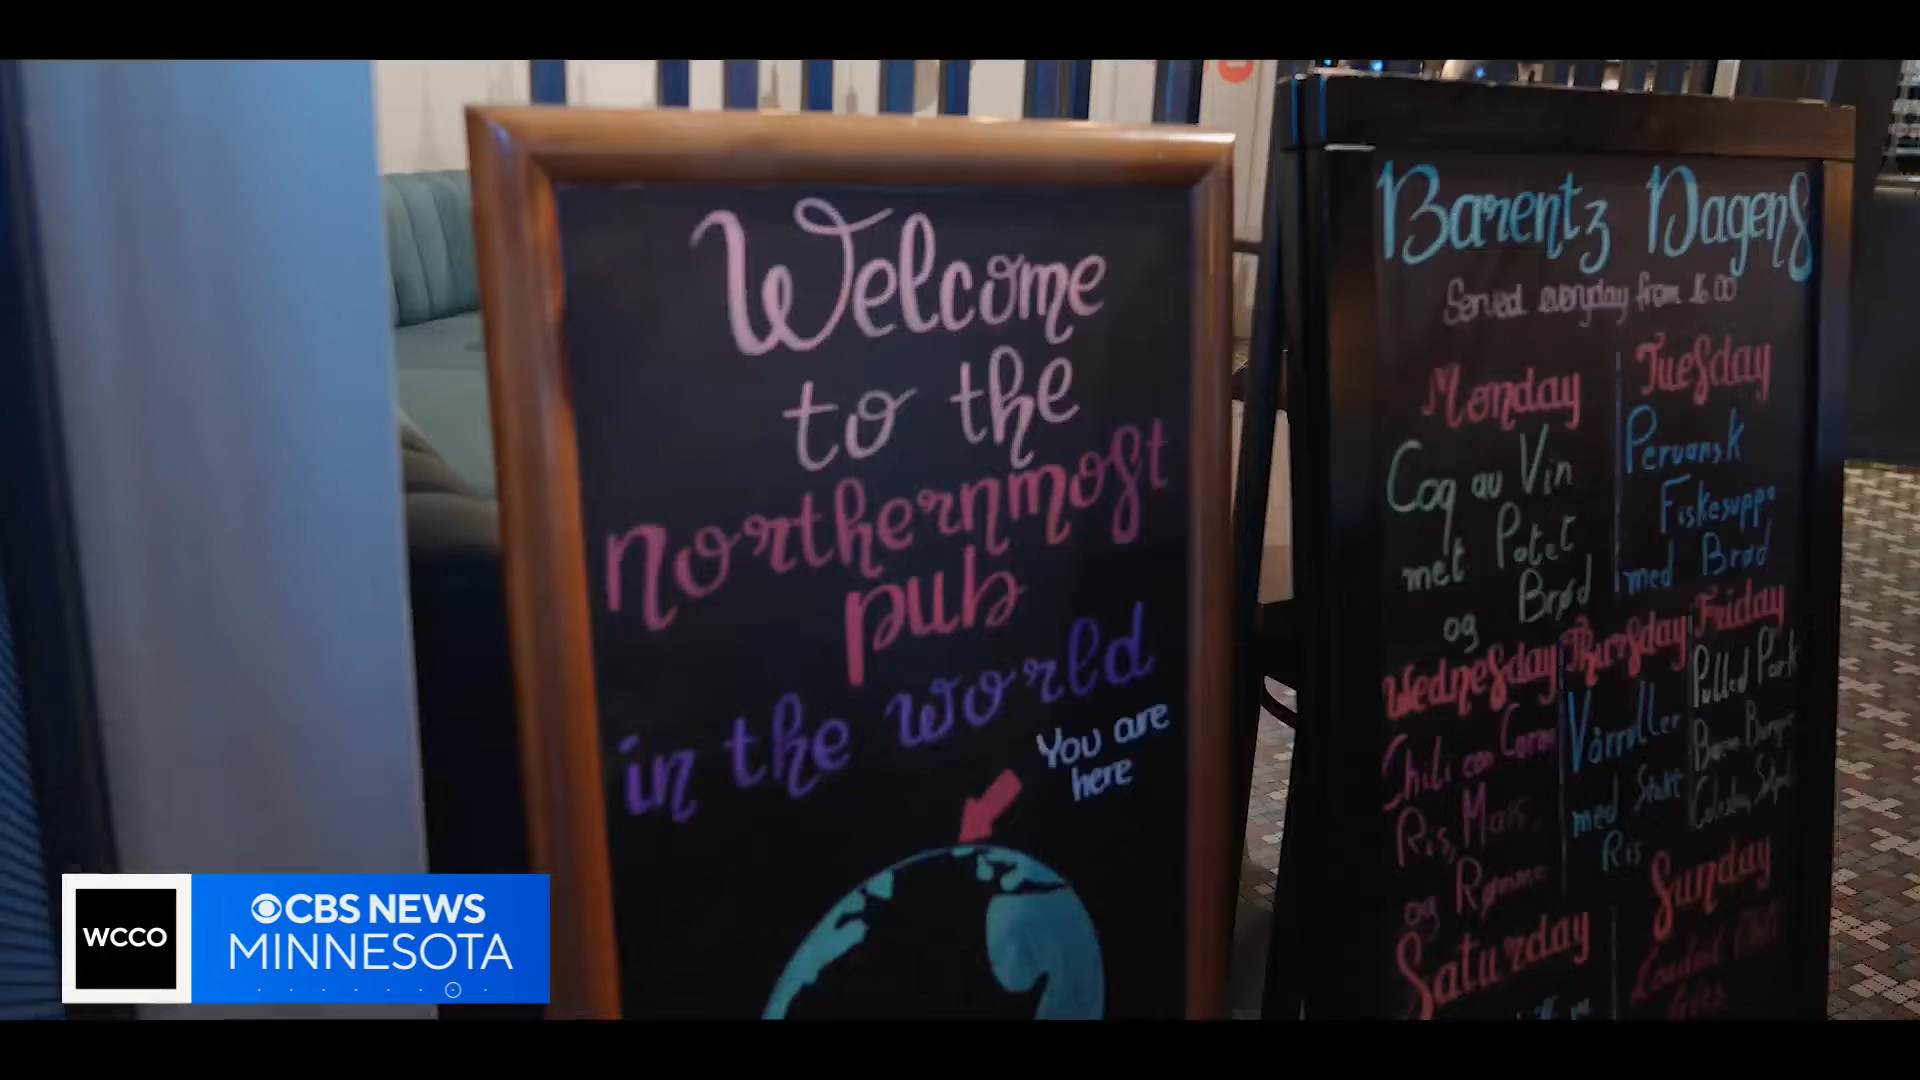 Welcome
to the
northernmost
pub
in the world
You are
here
Barentz Dagens
Served everyday from 16.00
Monday
Coq au Vin
met Potet
og Brød
Tuesday
Peruansk
Fiskesuppe
med Brød
Wednesday
Chili con Carne
Ris, Mais,
og Rømme
Thursday
Vårruller
med Stekt
Ris
Friday
Pulled Pork
Saturday
Sunday
Loaded
WCCO
CBS NEWS
MINNESOTA